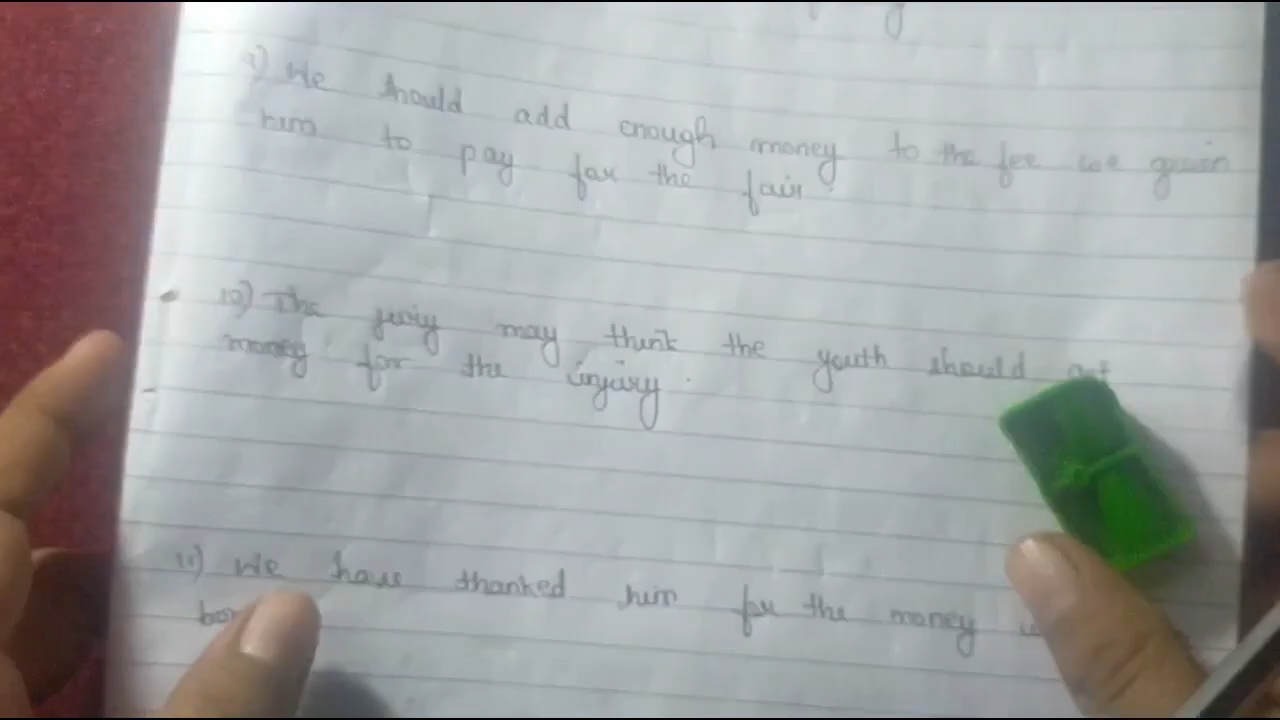 9) We should add enough money to the fee we given
him to pay for the fair.
10) The jury may think the youth should get
money for the injury.
11) We have thanked him for the money